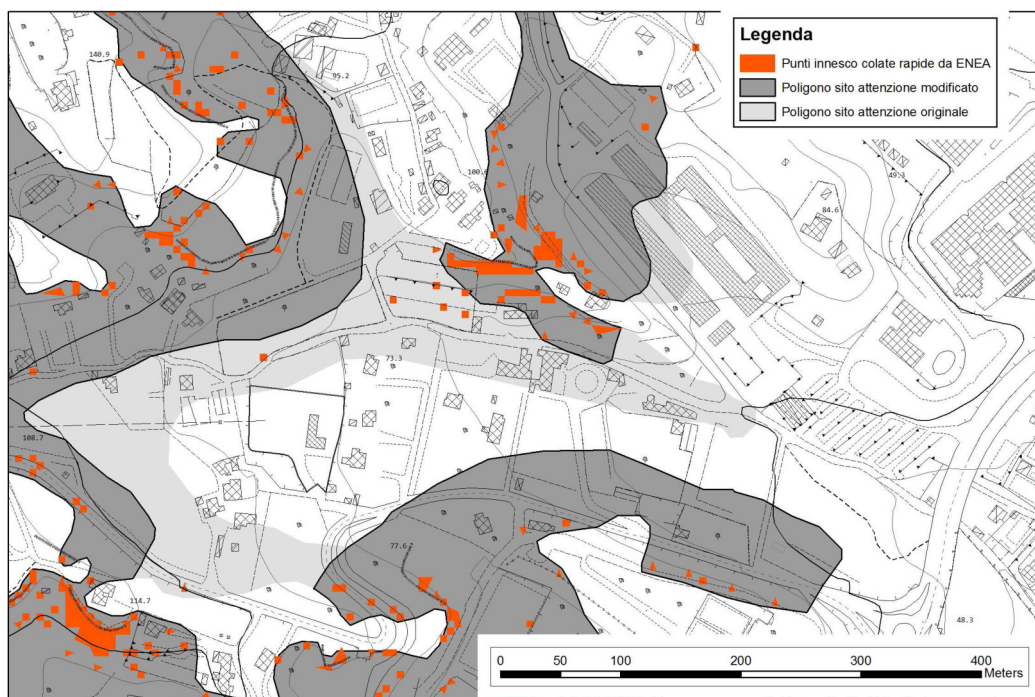 Legenda
Punti innesco colate rapide da ENEA
Poligono sito attenzione modificato
Poligono sito attenzione originale
140.9
95.2
100.6
49.3
84.6
73.3
108.7
77.6
114.7
48.3
0 50 100 200 300 400
Meters